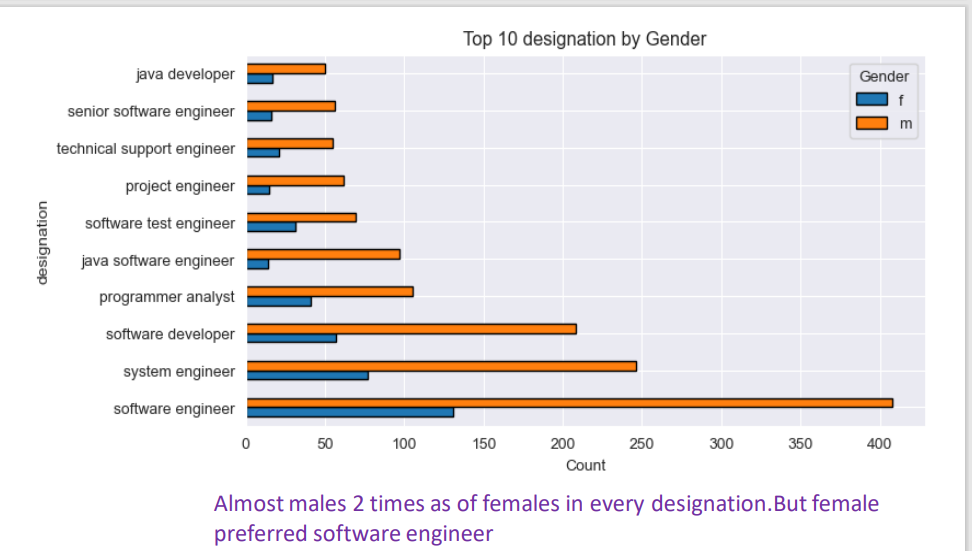 Top 10 designation by Gender
Gender
f
m
designation
java developer
senior software engineer
technical support engineer
project engineer
software test engineer
java software engineer
programmer analyst
software developer
system engineer
software engineer
0 50 100 150 200 250 300 350 400
Count
Almost males 2 times as of females in every designation.But female
preferred software engineer